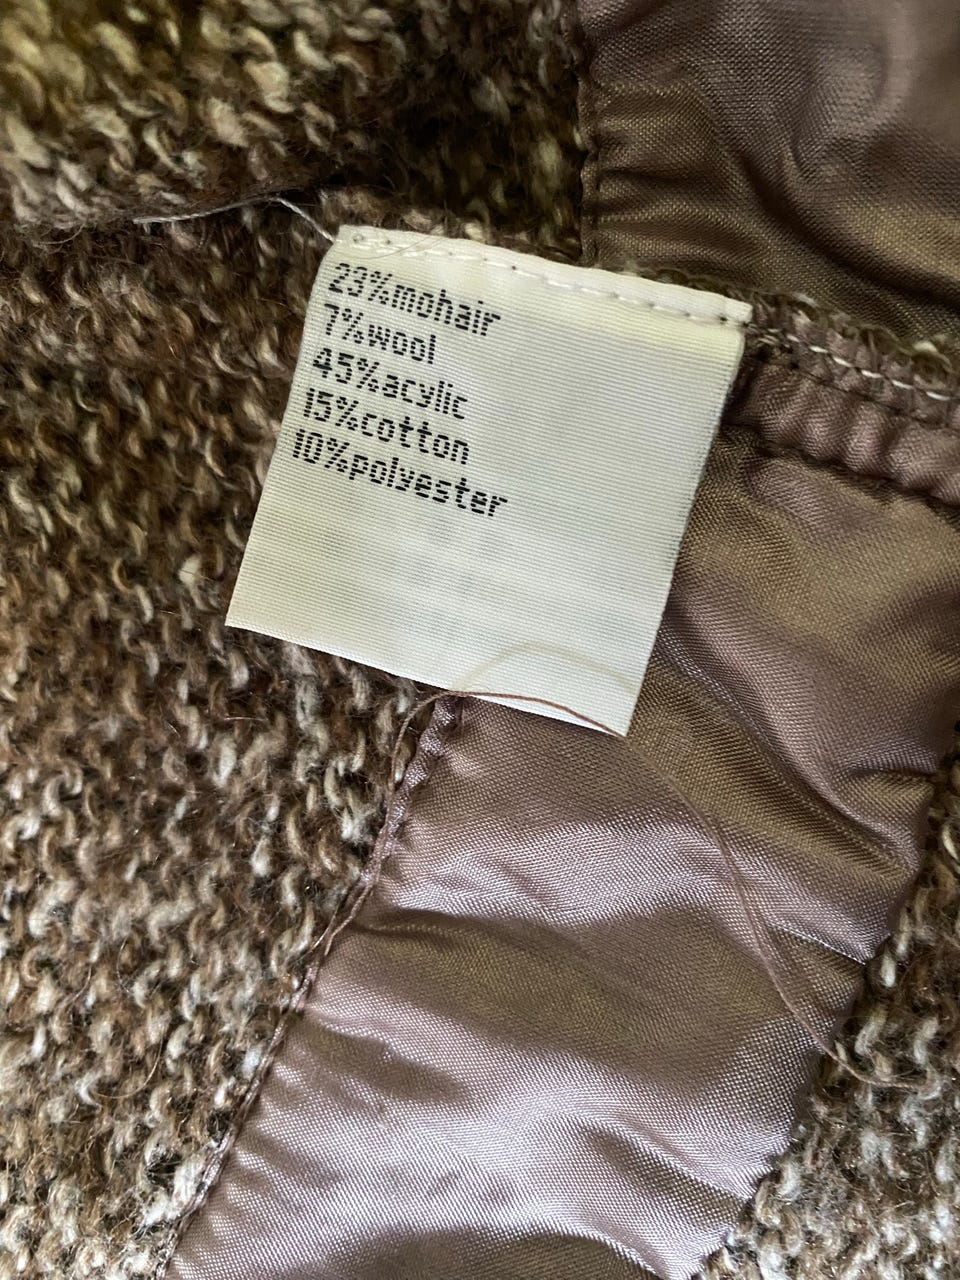 23%mohair
7%wool
45%acylic
15%cotton
10%polyester